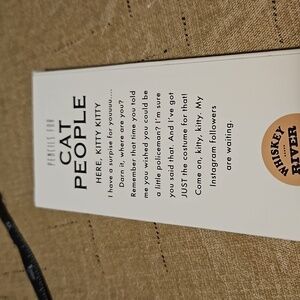 PENCILS FOR
CAT
PEOPLE
HERE, KITTY KITTY
I have a surpise for youuuu....
Darn it, where are you?
Remember that time you told
me you wished you could be
a little policeman? I'm sure
you said that. And I've got
JUST the costume for that!
Come on, kitty, kitty. My
Instagram followers
are waiting.
WHISKEY
RIVER